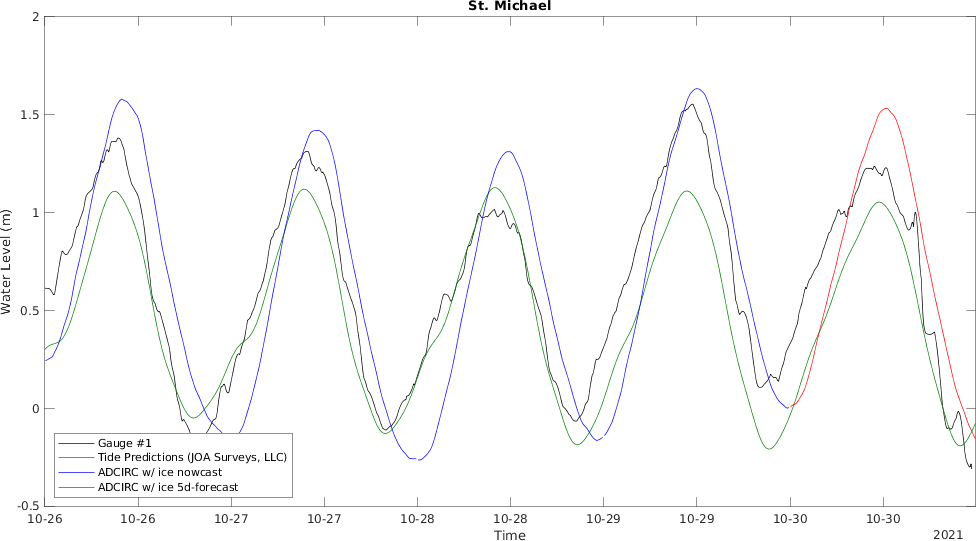 St. Michael
2
1.5
1
0.5
0
-0.5
Water Level (m)
Gauge #1
Tide Predictions (JOA Surveys, LLC)
ADCIRC w/ ice nowcast
ADCIRC w/ ice 5d-forecast
10-26 10-26 10-27 10-27 10-28 10-28 10-29 10-29 10-30 10-30
Time
2021